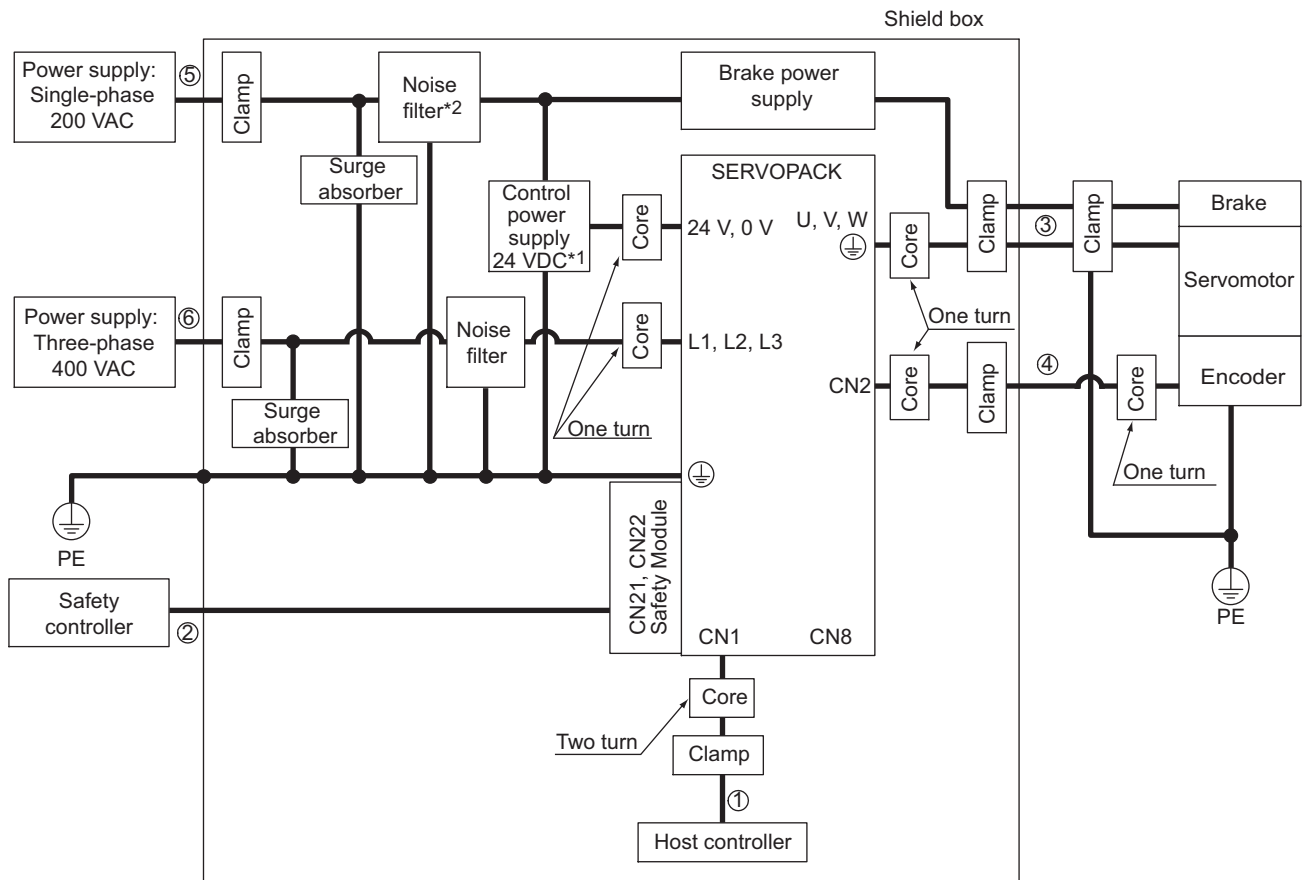 Shield box
Power supply:
Single-phase
200 VAC
⑤
Clamp
Noise
filter*2
Brake power
supply
Surge
absorber
Control
power
supply
24 VDC*1
Core
SERVOPACK
24 V, 0 V
U, V, W
Core
Clamp
③
Clamp
Brake
Servomotor
Encoder
Power supply:
Three-phase
400 VAC
⑥
Clamp
Noise
filter
Core
L1, L2, L3
One turn
One turn
CN2
Core
Clamp
④
Core
One turn
Surge
absorber
PE
PE
CN21, CN22
Safety Module
Safety
controller
②
CN1
CN8
Core
Two turn
Clamp
①
Host controller